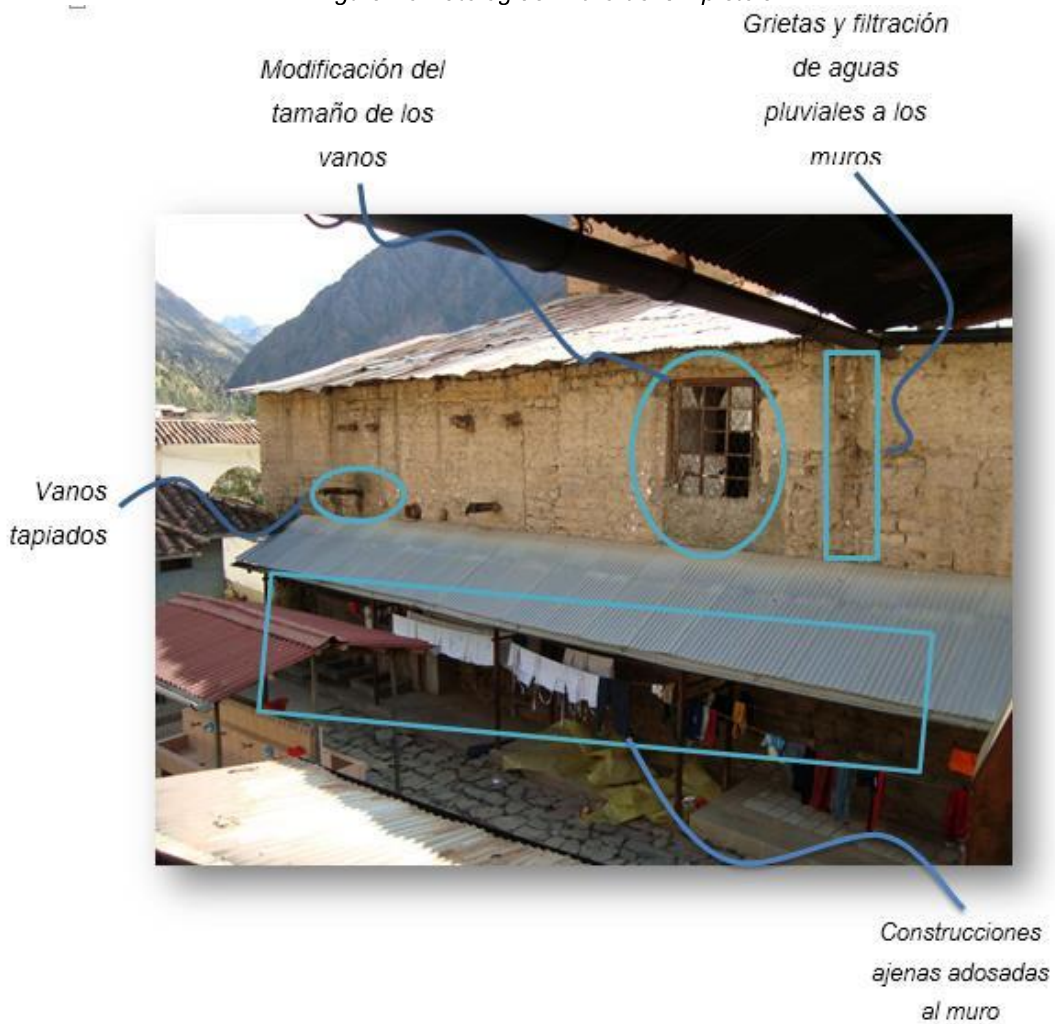 Grietas y filtración
de aguas
pluviales a los
muros
Modificación del
tamaño de los
vanos
Vanos
tapiados
Construcciones
ajenas adosadas
al muro